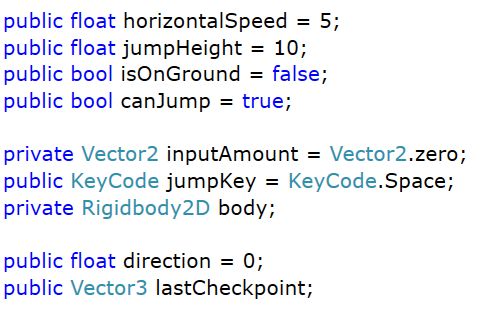 public float horizontalSpeed = 5;
public float jumpHeight = 10;
public bool isOnGround = false;
public bool canJump = true;
private Vector2 inputAmount = Vector2.zero;
public KeyCode jumpKey = KeyCode.Space;
private Rigidbody2D body;
public float direction = 0;
public Vector3 lastCheckpoint;